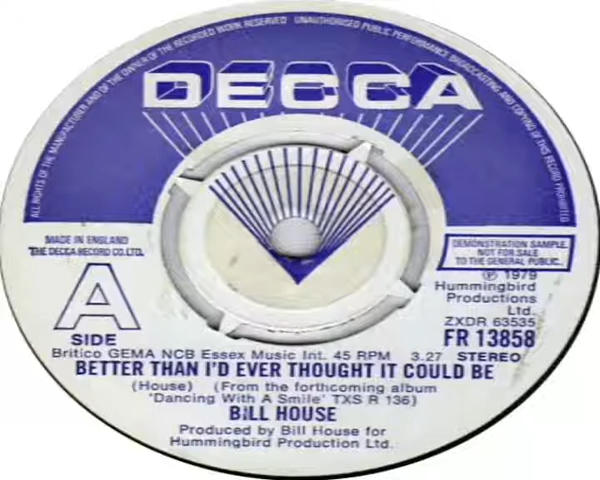 ALL RIGHTS OF THE MANUFACTURER AND OF THE OWNER OF THE RECORDED WORK RESERVED UNAUTHORISED PUBLIC PERFORMANCE BROADCASTING AND COPYING OF THIS RECORD PROHIBITED
DECCA
MADE IN ENGLAND
THE DECCA RECORD CO. LTD.
DEMONSTRATION SAMPLE
NOT FOR SALE
TO THE GENERAL PUBLIC.
℗ 1979
Hummingbird
Productions
Ltd.
ZXDR 63535
A
SIDE
FR 13858
Britico GEMA NCB Essex Music Int. 45 RPM 3.27 STEREO
BETTER THAN I'D EVER THOUGHT IT COULD BE
(House) (From the forthcoming album
'Dancing With A Smile' TXS R 136)
BILL HOUSE
Produced by Bill House for
Hummingbird Production Ltd.